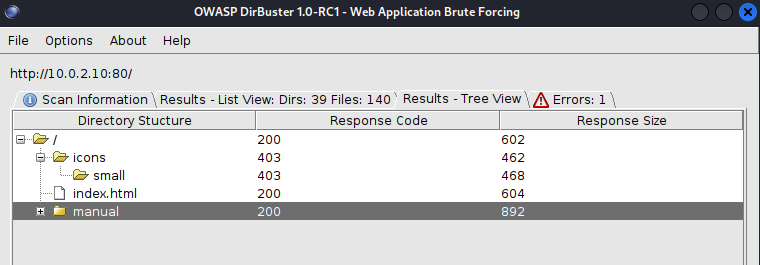 OWASP DirBuster 1.0-RC1 - Web Application Brute Forcing
File Options About Help
http://10.0.2.10:80/
Scan Information Results - List View: Dirs: 39 Files: 140 Results - Tree View Errors: 1
Directory Stucture Response Code Response Size
/ 200 602
icons 403 462
small 403 468
index.html 200 604
manual 200 892